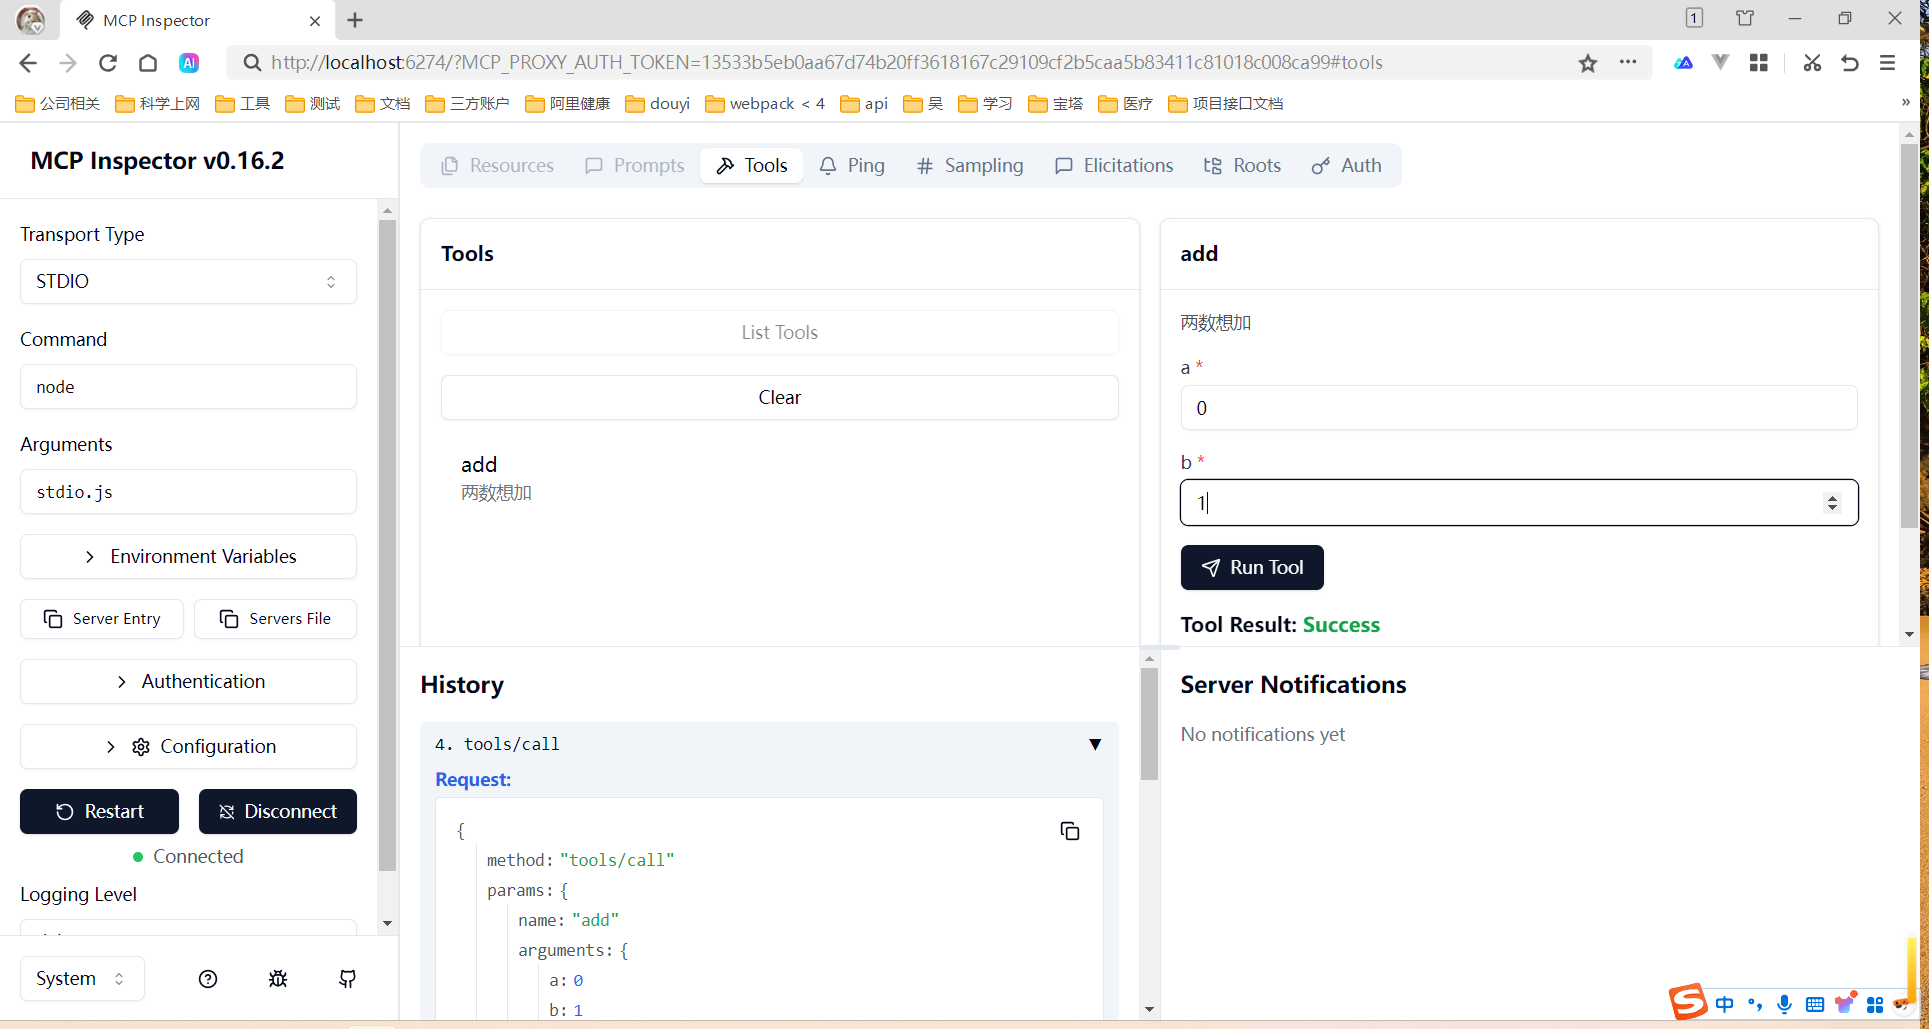 MCP Inspector
1
AI
http://localhost:6274/?MCP_PROXY_AUTH_TOKEN=13533b5eb0aa67d74b20ff3618167c29109cf2b5caa5b83411c81018c008ca99#tools
公司相关 科学上网 工具 测试 文档 三方账户 阿里健康 douyi webpack < 4 api 吴 学习 宝塔 医疗 项目接口文档 »
MCP Inspector v0.16.2
Transport Type
STDIO
Command
node
Arguments
stdio.js
Environment Variables
Server Entry
Servers File
Authentication
Configuration
Restart
Disconnect
Connected
Logging Level
System
Resources Prompts Tools Ping Sampling Elicitations Roots Auth
Tools
List Tools
Clear
add
两数想加
add
两数想加
a *
0
b *
1
Run Tool
Tool Result: Success
History
4. tools/call
Request:
{
method: "tools/call"
params: {
name: "add"
arguments: {
a: 0
b: 1
Server Notifications
No notifications yet
S 中